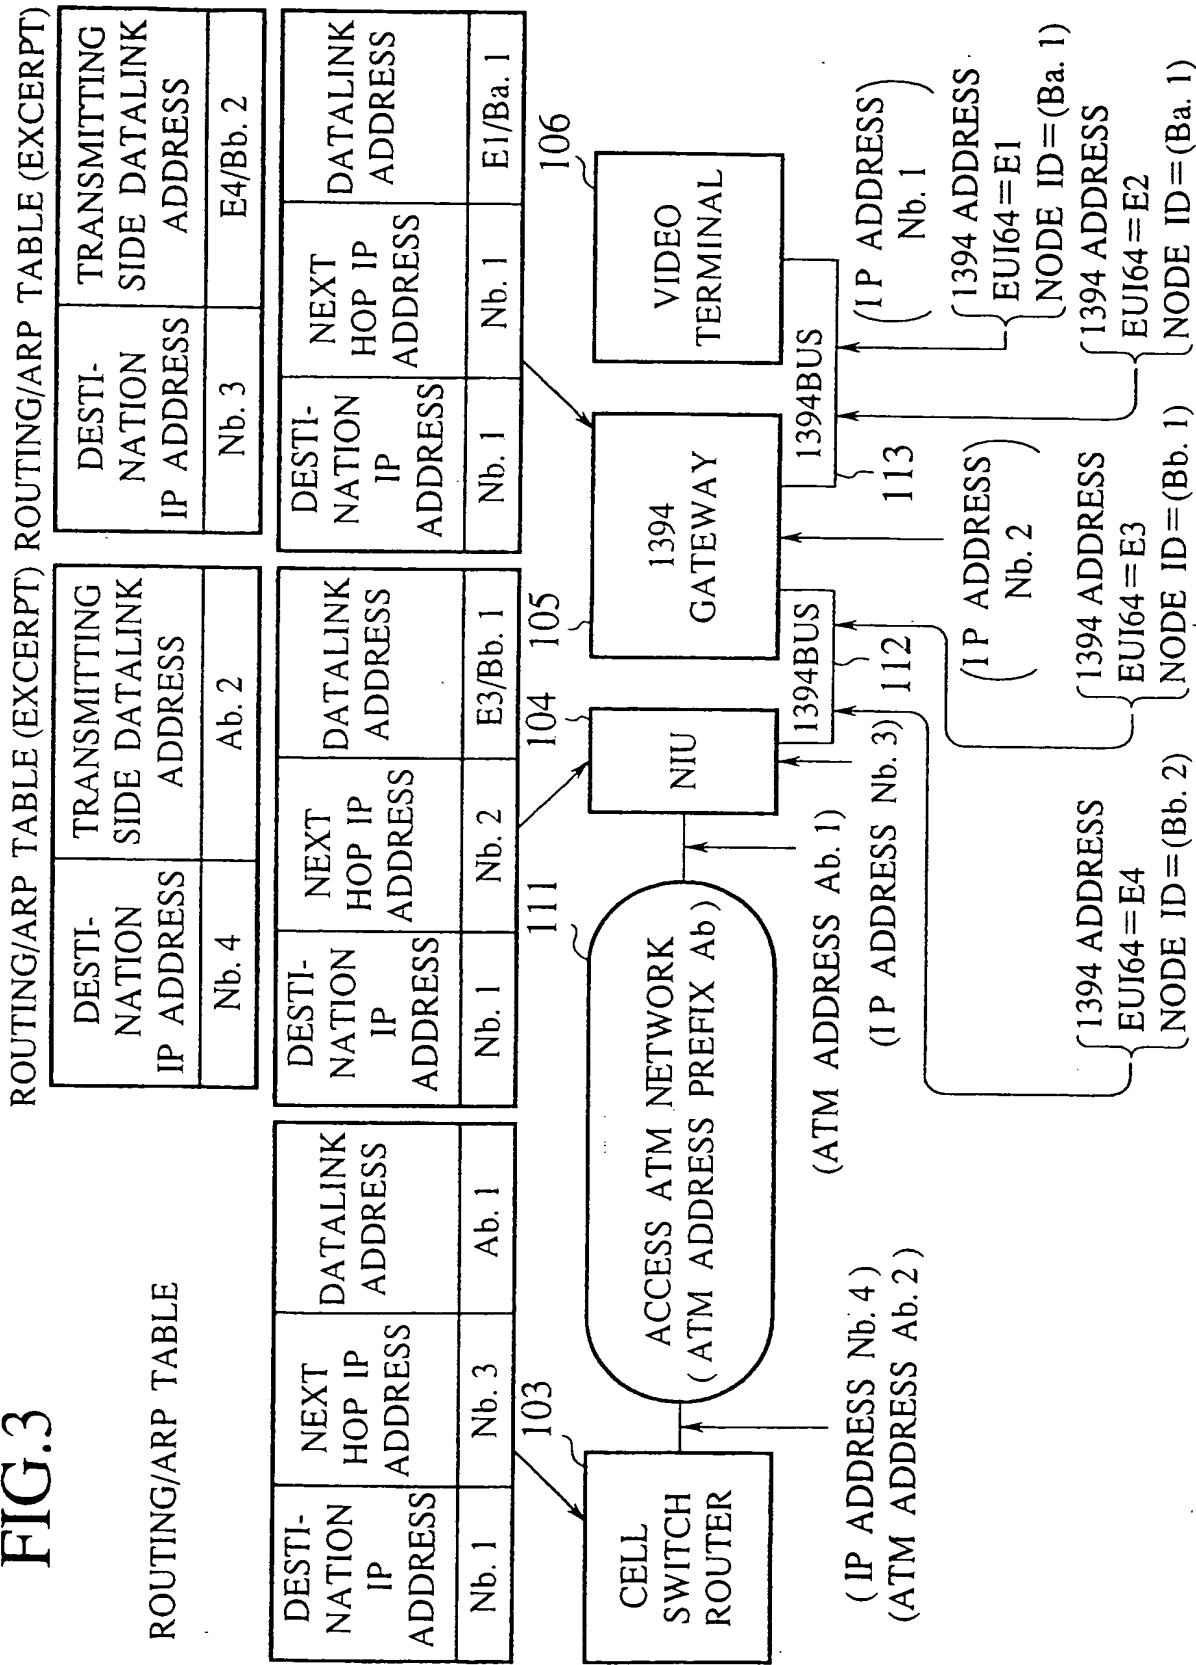 FIG.3
ROUTING/ARP TABLE
DESTI-
NATION
IP
ADDRESS
NEXT
HOP IP
ADDRESS
DATALINK
ADDRESS
Nb. 1
Nb. 3
Ab. 1
ROUTING/ARP TABLE (EXCERPT)
DESTI-
NATION
IP ADDRESS
TRANSMITTING
SIDE DATALINK
ADDRESS
Nb. 4
Ab. 2
DESTI-
NATION
IP
ADDRESS
NEXT
HOP IP
ADDRESS
DATALINK
ADDRESS
Nb. 1
Nb. 2
E3/Bb. 1
ROUTING/ARP TABLE (EXCERPT)
DESTI-
NATION
IP ADDRESS
TRANSMITTING
SIDE DATALINK
ADDRESS
Nb. 3
E4/Bb. 2
DESTI-
NATION
IP
ADDRESS
NEXT
HOP IP
ADDRESS
DATALINK
ADDRESS
Nb. 1
Nb. 1
E1/Ba. 1
103
111
104
105
106
CELL
SWITCH
ROUTER
ACCESS ATM NETWORK
(ATM ADDRESS PREFIX Ab)
NIU
1394
GATEWAY
VIDEO
TERMINAL
1394BUS
1394BUS
112
113
(IP ADDRESS Nb. 4)
(ATM ADDRESS Ab. 2)
(ATM ADDRESS Ab. 1)
(IP ADDRESS Nb. 3)
(IP ADDRESS
Nb. 2)
(IP ADDRESS
Nb. 1)
1394 ADDRESS
EUI64=E1
NODE ID=(Ba. 1)
1394 ADDRESS
EUI64=E4
NODE ID=(Bb. 2)
1394 ADDRESS
EUI64=E3
NODE ID=(Bb. 1)
1394 ADDRESS
EUI64=E2
NODE ID=(Ba. 1)